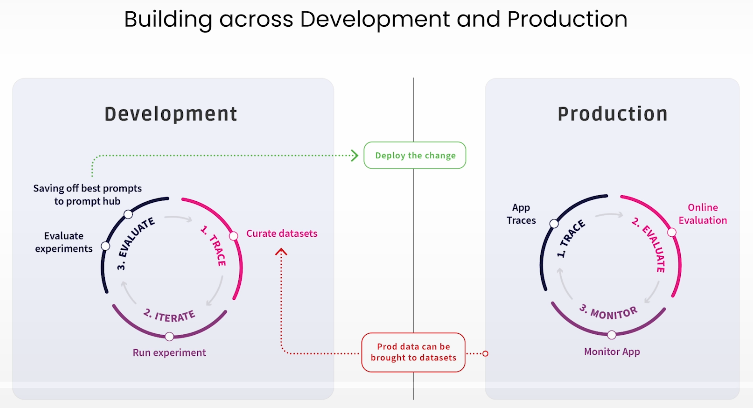 Building across Development and Production
Development
Production
Deploy the change
Saving off best prompts
to prompt hub
Evaluate
experiments
3. EVALUATE
1. TRACE
Curate datasets
2. ITERATE
Run experiment
Prod data can be
brought to datasets
App
Traces
1. TRACE
2. EVALUATE
Online
Evaluation
3. MONITOR
Monitor App